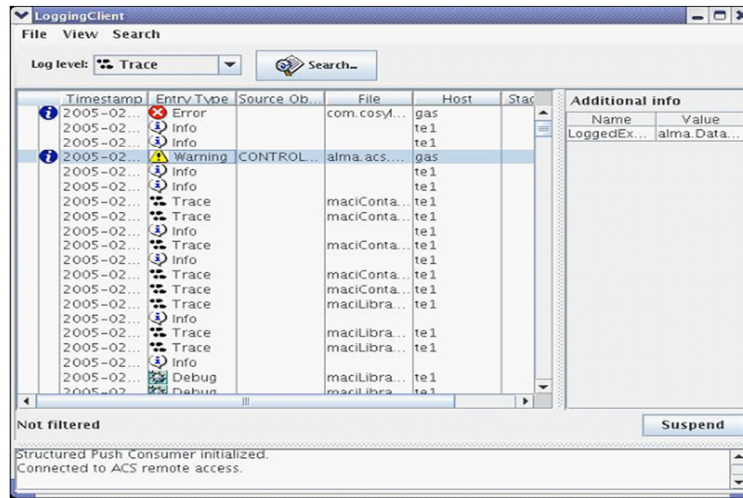 LoggingClient
File View Search
Log level: Trace Search...
Timestamp Entry Type Source Ob... File Host Stac
2005-02... Error com.cosyl... gas
2005-02... Info te1
2005-02... Info te1
2005-02... Warning CONTROL... alma.acs.... gas
2005-02... Info te1
2005-02... Info te1
2005-02... Trace maciConta... te1
2005-02... Trace maciConta... te1
2005-02... Info te1
2005-02... Trace maciConta... te1
2005-02... Info te1
2005-02... Trace maciConta... te1
2005-02... Trace maciConta... te1
2005-02... Trace maciLibra... te1
2005-02... Info te1
2005-02... Trace maciLibra... te1
2005-02... Trace maciLibra... te1
2005-02... Info te1
2005-02... Debug maciLibra... te1
2005-02... Debug maciLibra... te1
Additional info
Name Value
LoggedEx... alma.Data...
Not filtered Suspend
Structured Push Consumer initialized.
Connected to ACS remote access.